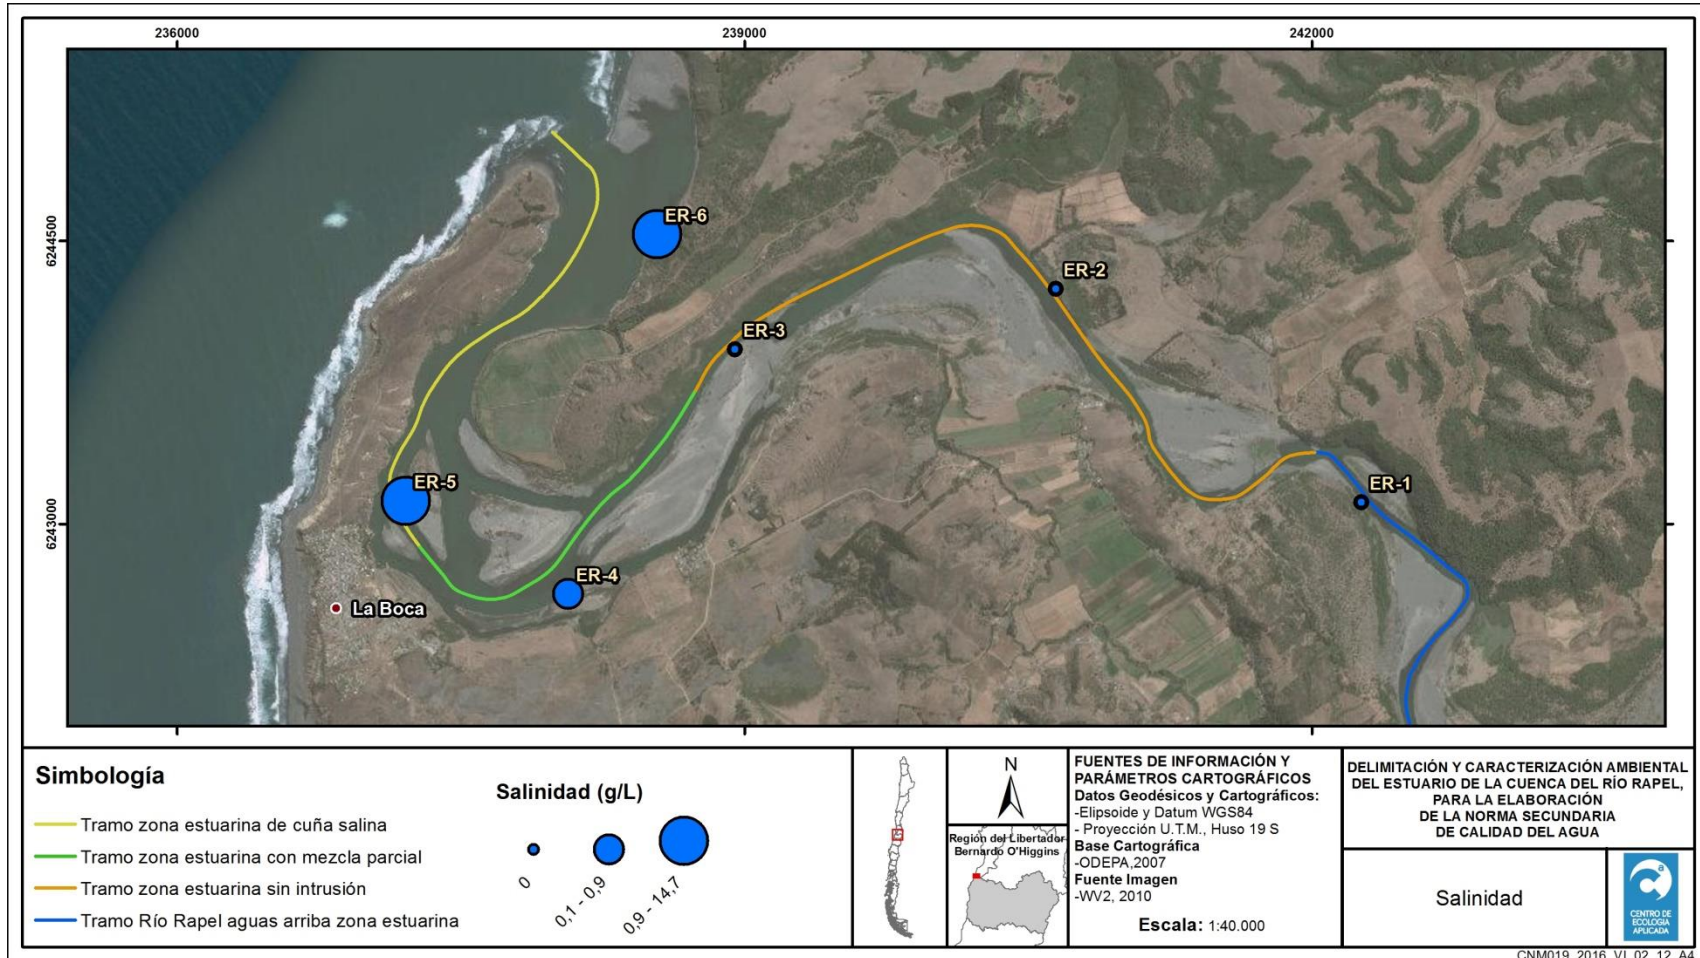 236000
239000
242000
6244500
6243000
ER-6
ER-2
ER-3
ER-5
ER-1
ER-4
La Boca
Simbología
Tramo zona estuarina de cuña salina
Tramo zona estuarina con mezcla parcial
Tramo zona estuarina sin intrusión
Tramo Río Rapel aguas arriba zona estuarina
Salinidad (g/L)
0
0,1 - 0,9
0,9 - 14,7
N
Región del Libertador
Bernardo O'Higgins
FUENTES DE INFORMACIÓN Y
PARÁMETROS CARTOGRÁFICOS
Datos Geodésicos y Cartográficos:
-Elipsoide y Datum WGS84
- Proyección U.T.M., Huso 19 S
Base Cartográfica
-ODEPA,2007
Fuente Imagen
-WV2, 2010
Escala: 1:40.000
DELIMITACIÓN Y CARACTERIZACIÓN AMBIENTAL
DEL ESTUARIO DE LA CUENCA DEL RÍO RAPEL,
PARA LA ELABORACIÓN
DE LA NORMA SECUNDARIA
DE CALIDAD DEL AGUA
Salinidad
CENTRO DE
ECOLOGIA
APLICADA
CNM019_2016_VI_02_12_A4